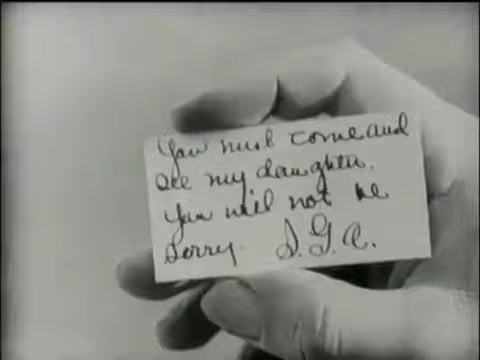 You must come and
see my daughter.
You will not be
sorry. S. G. A.